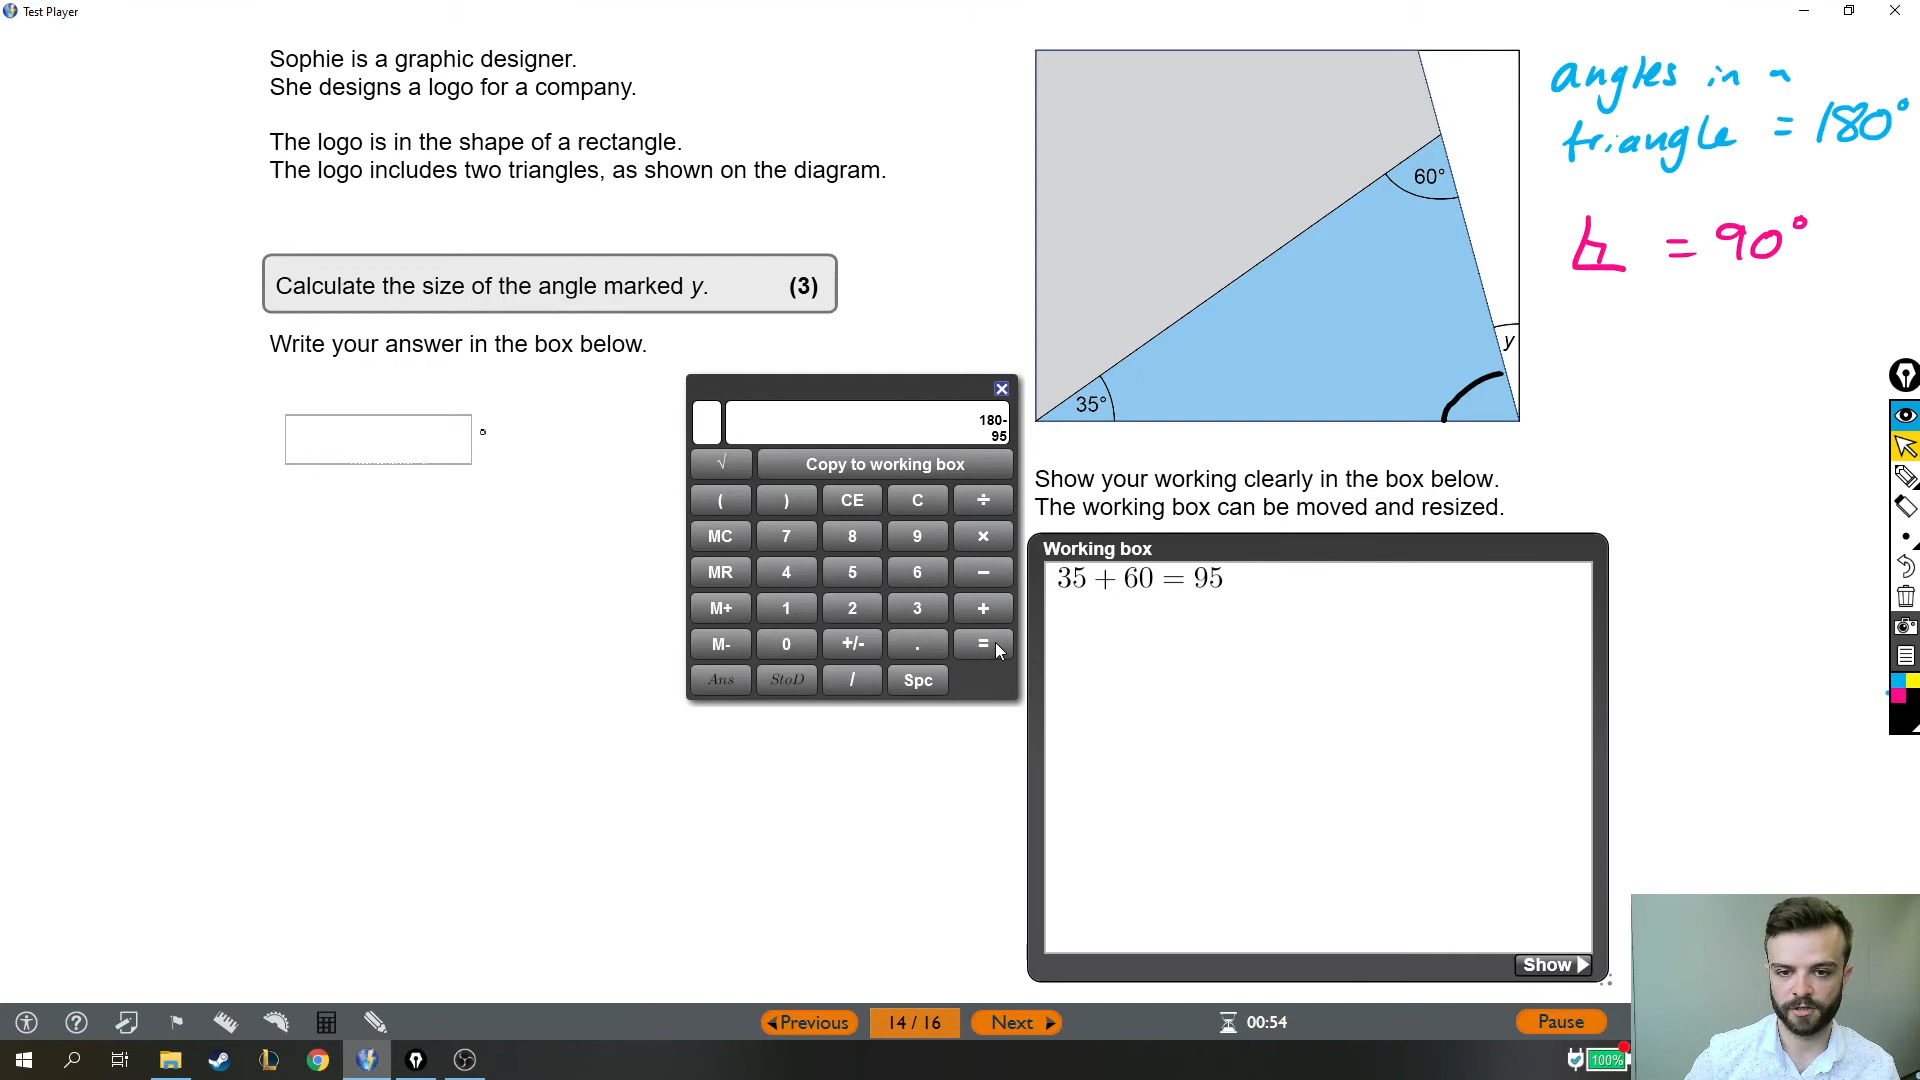 Test Player
Sophie is a graphic designer.
She designs a logo for a company.
The logo is in the shape of a rectangle.
The logo includes two triangles, as shown on the diagram.
Calculate the size of the angle marked y. (3)
Write your answer in the box below.
°
60°
35°
y
angles in a
triangle = 180°
= 90°
180-
95
√ Copy to working box
( ) CE C ÷
MC 7 8 9 ×
MR 4 5 6 −
M+ 1 2 3 +
M- 0 +/- . =
Ans StoD / Spc
Show your working clearly in the box below.
The working box can be moved and resized.
Working box
35 + 60 = 95
Show
Previous 14 / 16 Next 00:54 Pause
100%